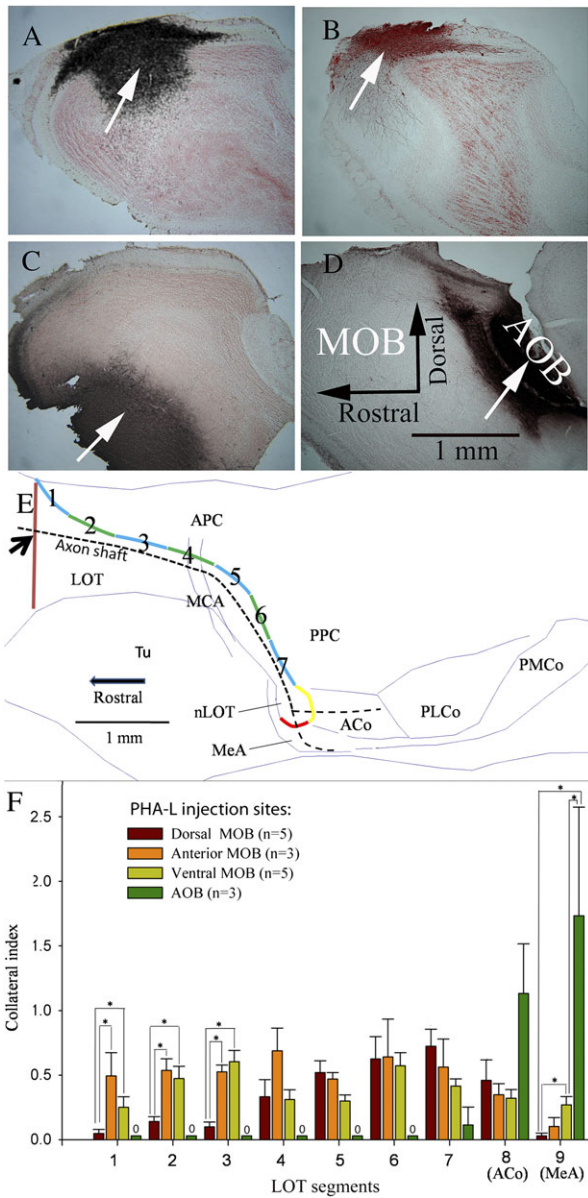 A
B
C
D
MOB
AOB
Dorsal
Rostral
1 mm
E
1
2
3
4
5
6
7
APC
Axon shaft
LOT
MCA
PPC
Tu
Rostral
1 mm
nLOT
MeA
ACo
PLCo
PMCo
F
PHA-L injection sites:
Dorsal MOB (n=5)
Anterior MOB (n=3)
Ventral MOB (n=5)
AOB (n=3)
Collateral index
2.5
2.0
1.5
1.0
0.5
0.0
* * * * * * * * *
0 0 0 0 0 0
1 2 3 4 5 6 7 8 9
(ACo) (MeA)
LOT segments